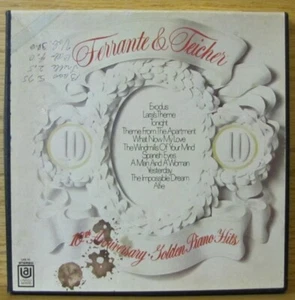 Ferrante & Teicher
Exodus
Lara's Theme
Tonight
Theme From The Apartment
What Now My Love
The Windmills Of Your Mind
Spanish Eyes
A Man And A Woman
Yesterday
The Impossible Dream
Alfie
10 10
10th Anniversary - Golden Piano Hits
UA